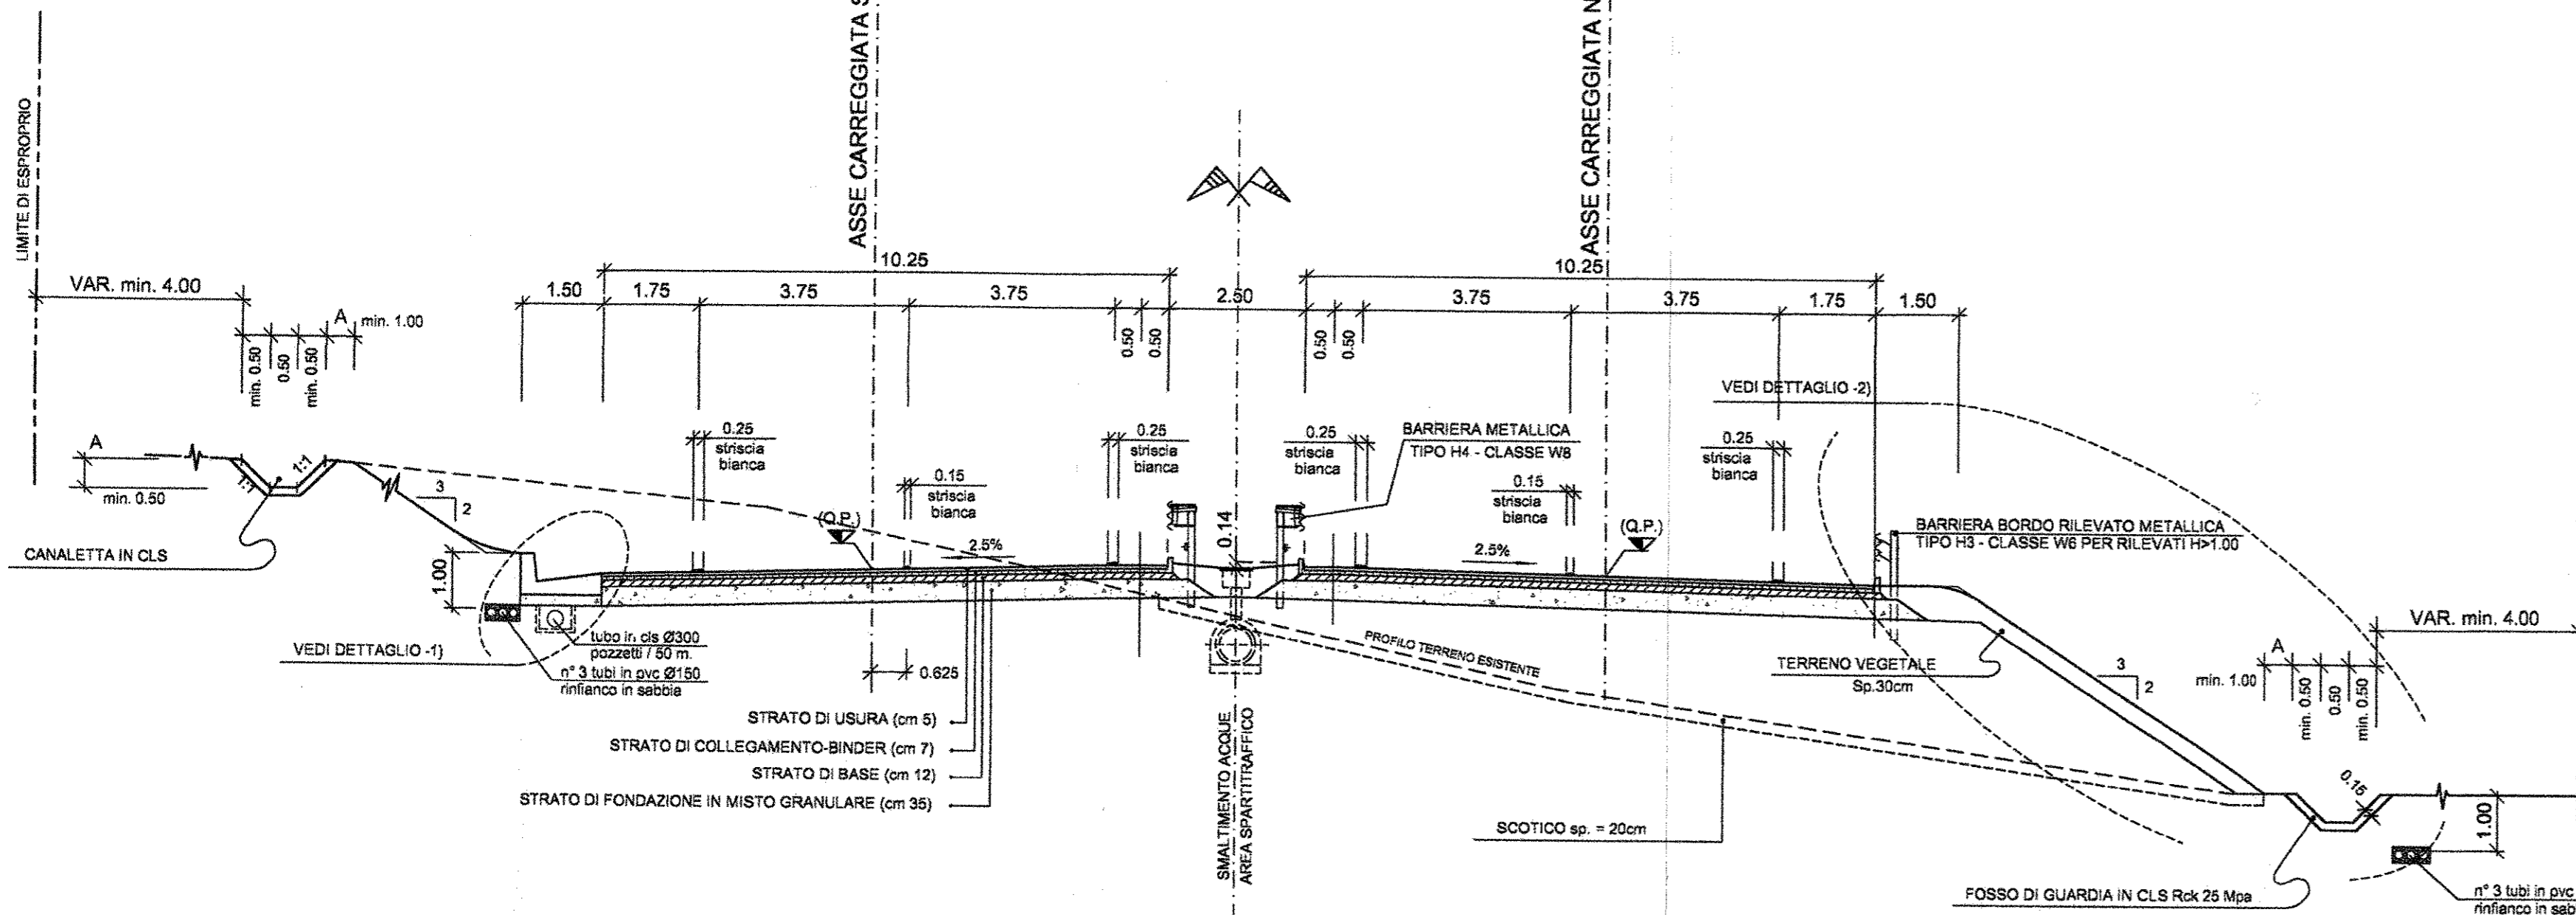 LIMITE DI ESPROPRIO
ASSE CARREGGIATA S
ASSE CARREGGIATA N
10.25
10.25
VAR. min. 4.00
1.50
1.75
3.75
3.75
2.50
3.75
3.75
1.75
1.50
A
min. 1.00
min. 0.50
0.50
min. 0.50
0.50
0.50
0.50
0.50
VEDI DETTAGLIO -2)
A
min. 0.50
1:1
1:1
3
2
0.25
striscia
bianca
0.15
striscia
bianca
0.25
striscia
bianca
0.25
striscia
bianca
BARRIERA METALLICA
TIPO H4 - CLASSE W8
0.15
striscia
bianca
0.25
striscia
bianca
(Q.P.)
2.5%
0.14
2.5%
(Q.P.)
BARRIERA BORDO RILEVATO METALLICA
TIPO H3 - CLASSE W6 PER RILEVATI H>1.00
CANALETTA IN CLS
1.00
VEDI DETTAGLIO -1)
tubo in cls Ø300
pozzetti / 50 m.
n° 3 tubi in pvc Ø150
rinfianco in sabbia
0.625
PROFILO TERRENO ESISTENTE
TERRENO VEGETALE
Sp.30cm
3
2
VAR. min. 4.00
A
min. 1.00
min. 0.50
0.50
min. 0.50
STRATO DI USURA (cm 5)
STRATO DI COLLEGAMENTO-BINDER (cm 7)
STRATO DI BASE (cm 12)
STRATO DI FONDAZIONE IN MISTO GRANULARE (cm 35)
SMALTIMENTO ACQUE
AREA SPARTITRAFFICO
SCOTICO sp. = 20cm
0.15
1.00
FOSSO DI GUARDIA IN CLS Rck 25 Mpa
n° 3 tubi in pvc
rinfianco in sab